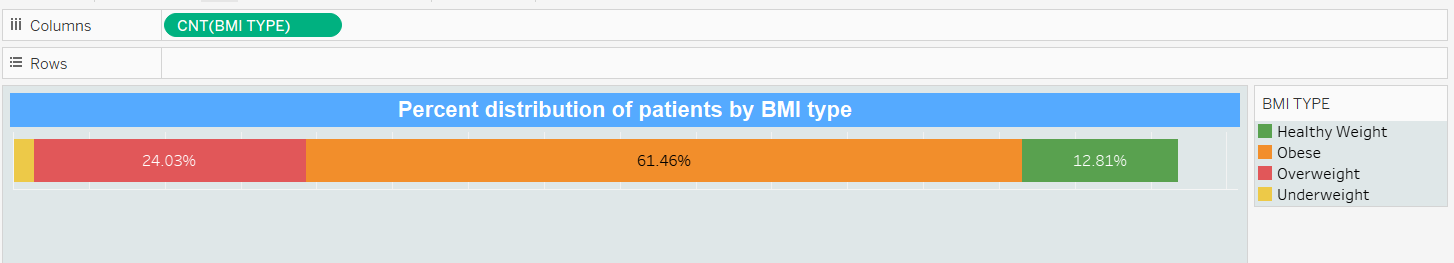 Columns
CNT(BMI TYPE)
Rows
Percent distribution of patients by BMI type
24.03%
61.46%
12.81%
BMI TYPE
Healthy Weight
Obese
Overweight
Underweight